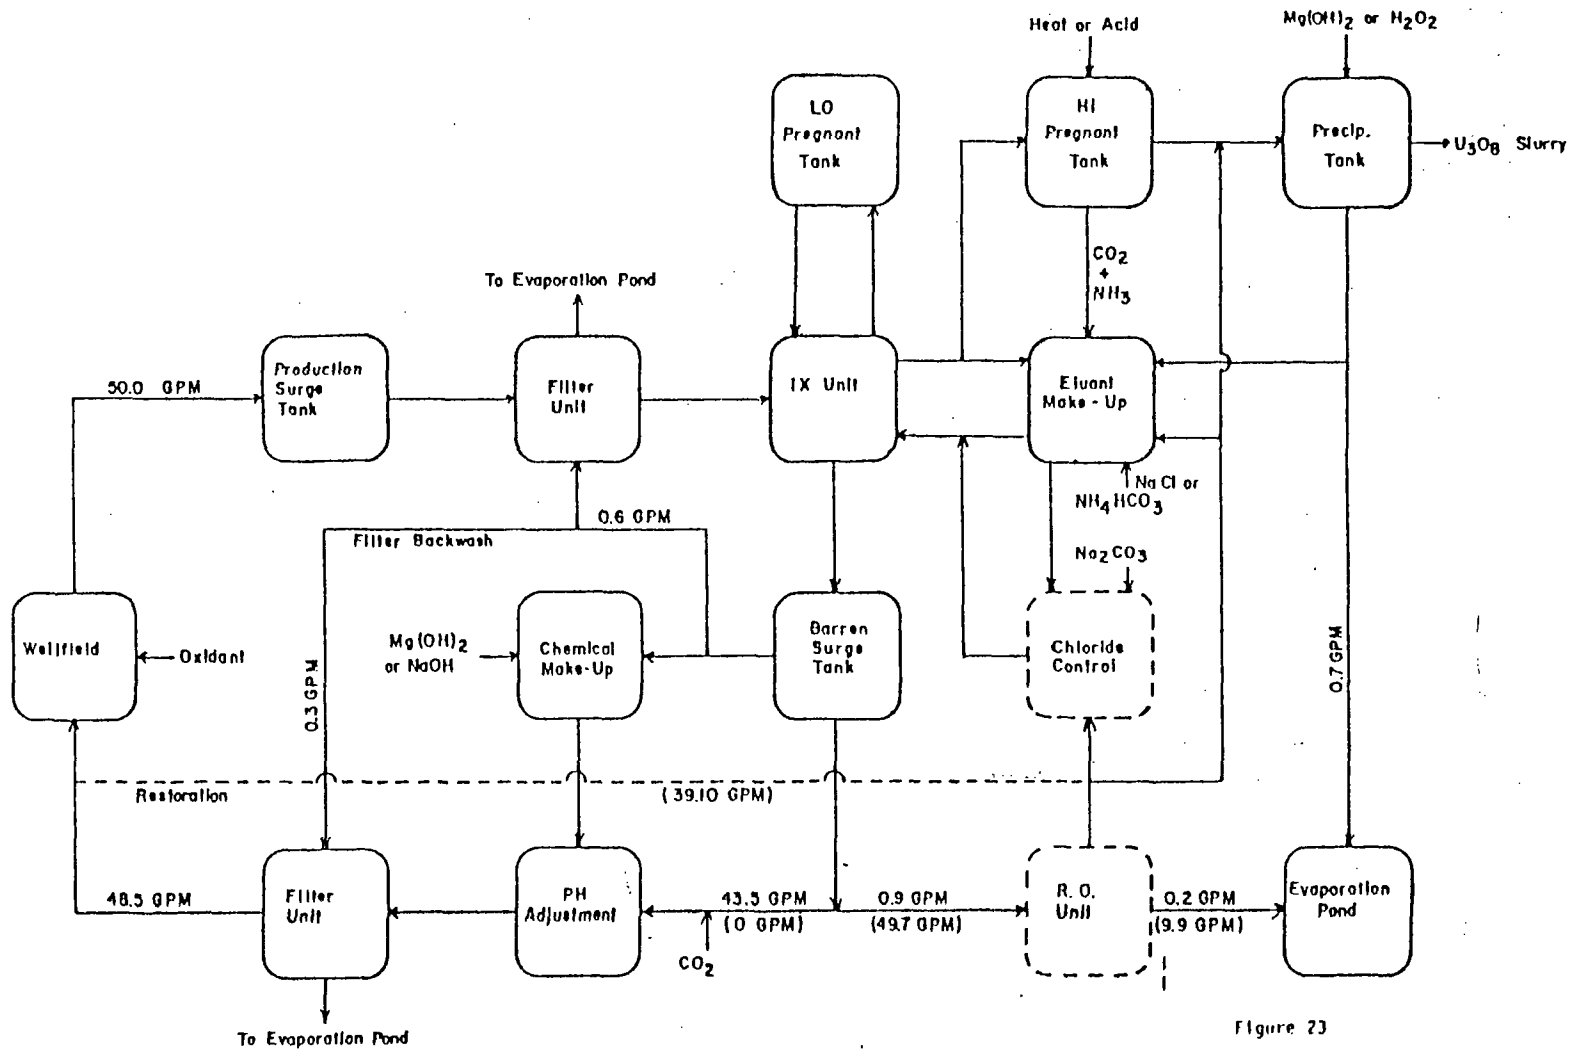 Heat or Acid
Mg(OH)2 or H2O2
LO
Pregnant
Tank
HI
Pregnant
Tank
Precip.
Tank
U3O8 Slurry
CO2
+
NH3
To Evaporation Pond
50.0 GPM
Production
Surge
Tank
Filter
Unit
IX Unit
Eluant
Make-Up
NaCl or
NH4HCO3
0.6 GPM
Filter Backwash
Na2CO3
Wellfield
Oxidant
0.3 GPM
Mg(OH)2
or NaOH
Chemical
Make-Up
Barren
Surge
Tank
Chloride
Control
0.7 GPM
Restoration
(39.10 GPM)
48.5 GPM
Filter
Unit
PH
Adjustment
43.5 GPM
(0 GPM)
CO2
0.9 GPM
(49.7 GPM)
R.O.
Unit
0.2 GPM
(9.9 GPM)
Evaporation
Pond
To Evaporation Pond
Figure 23